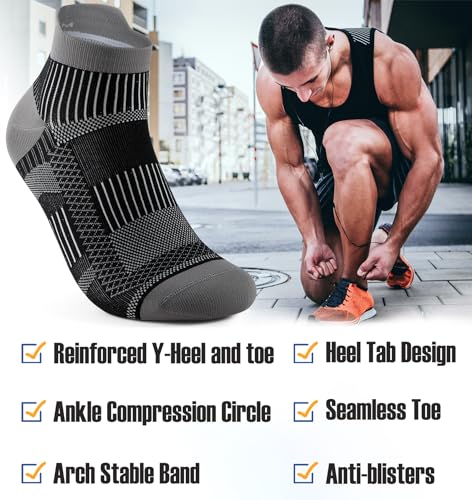 Reinforced Y-Heel and toe
Heel Tab Design
Ankle Compression Circle
Seamless Toe
Arch Stable Band
Anti-blisters